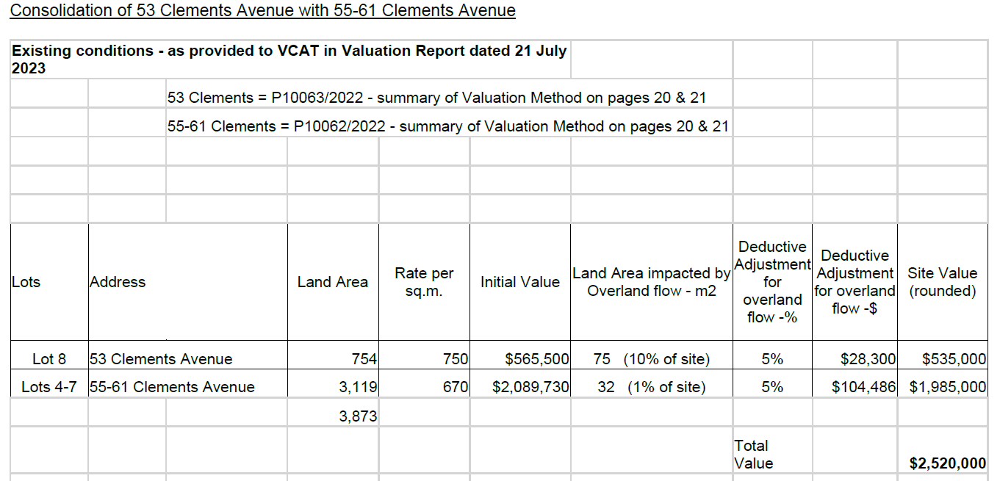 Consolidation of 53 Clements Avenue with 55-61 Clements Avenue
Existing conditions - as provided to VCAT in Valuation Report dated 21 July
2023
53 Clements = P10063/2022 - summary of Valuation Method on pages 20 & 21
55-61 Clements = P10062/2022 - summary of Valuation Method on pages 20 & 21
Lots Address Land Area Rate per sq.m. Initial Value Land Area impacted by Overland flow - m2 Deductive Adjustment for overland flow -% Deductive Adjustment for overland flow -$ Site Value (rounded)
Lot 8 53 Clements Avenue 754 750 $565,500 75 (10% of site) 5% $28,300 $535,000
Lots 4-7 55-61 Clements Avenue 3,119 670 $2,089,730 32 (1% of site) 5% $104,486 $1,985,000
3,873
Total
Value $2,520,000